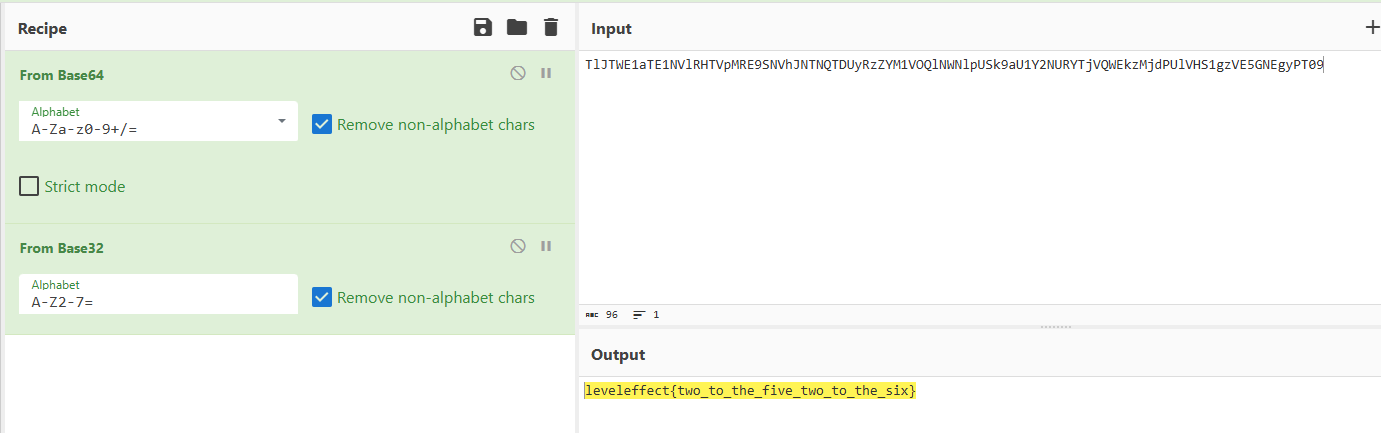 Recipe
From Base64
Alphabet
A-Za-z0-9+/=
Remove non-alphabet chars
Strict mode
From Base32
Alphabet
A-Z2-7=
Remove non-alphabet chars
Input
TlJTWE1aTE1NVlRHTVpMRE9SNVhJNTNQTDUyRzZYM1VOQlNWNlpUSk9aU1Y2NURYTjVQWEkzMjdPUlVHS1gzVE5GNEgyPT09
ABC 96 1
Output
leveleffect{two_to_the_five_two_to_the_six}